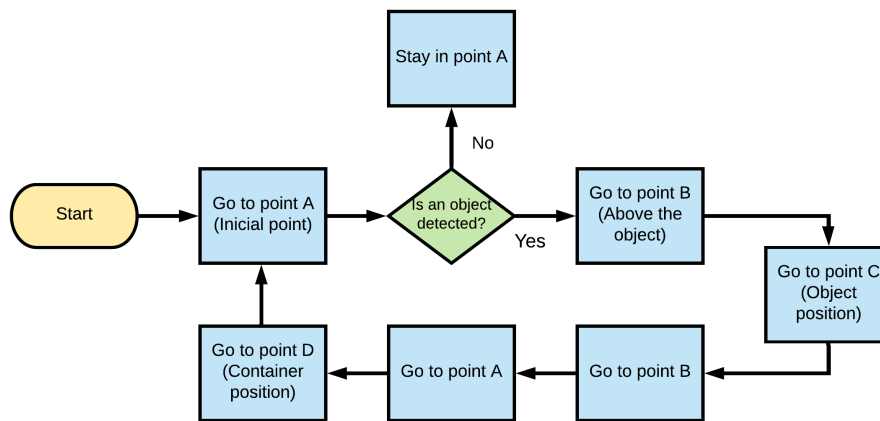 Stay in point A
No
Start
Go to point A
(Inicial point)
Is an object
detected?
Yes
Go to point B
(Above the
object)
Go to point C
(Object
position)
Go to point D
(Container
position)
Go to point A
Go to point B